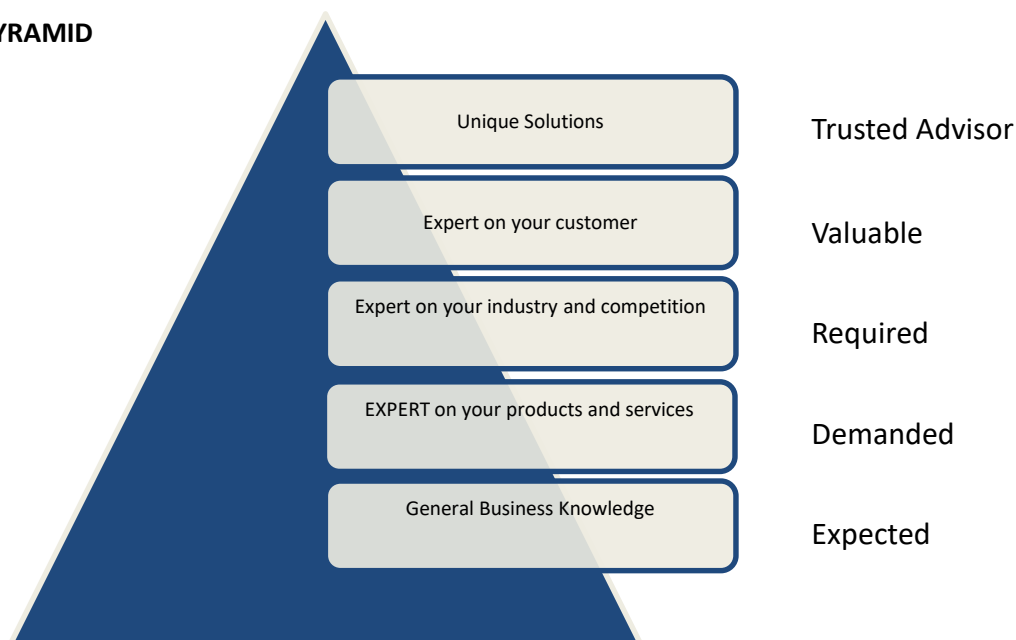 YRAMID
Unique Solutions
Trusted Advisor
Expert on your customer
Valuable
Expert on your industry and competition
Required
EXPERT on your products and services
Demanded
General Business Knowledge
Expected